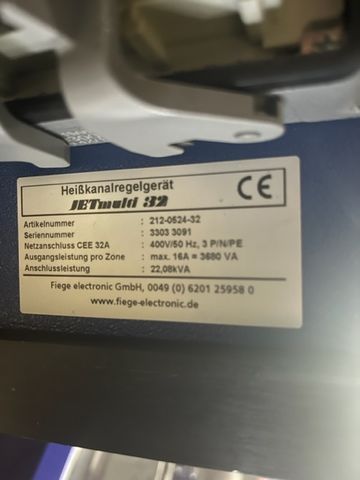 Heißkanalregelgerät
JETmulti 32
CE
Artikelnummer : 212-0524-32
Seriennummer : 3303 3091
Netzanschluss CEE 32A : 400V/50 Hz, 3 P/N/PE
Ausgangsleistung pro Zone : max. 16A = 3680 VA
Anschlussleistung : 22,08kVA
Fiege electronic GmbH, 0049 (0) 6201 25958 0
www.fiege-electronic.de